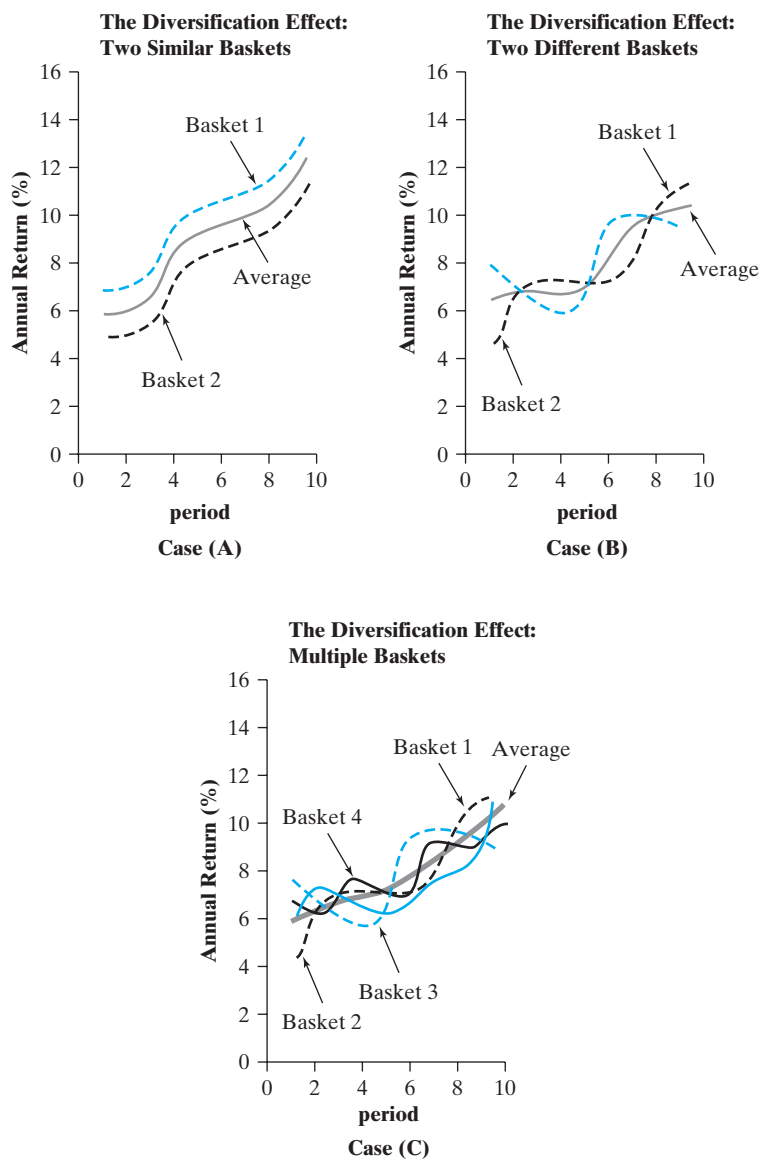 The Diversification Effect:
Two Similar Baskets
16
14
12
10
8
6
4
2
0
Annual Return (%)
Basket 1
Average
Basket 2
0 2 4 6 8 10
period
Case (A)
The Diversification Effect:
Two Different Baskets
16
14
12
10
8
6
4
2
0
Annual Return (%)
Basket 1
Average
Basket 2
0 2 4 6 8 10
period
Case (B)
The Diversification Effect:
Multiple Baskets
16
14
12
10
8
6
4
2
0
Annual Return (%)
Basket 1 Average
Basket 4
Basket 3
Basket 2
0 2 4 6 8 10
period
Case (C)